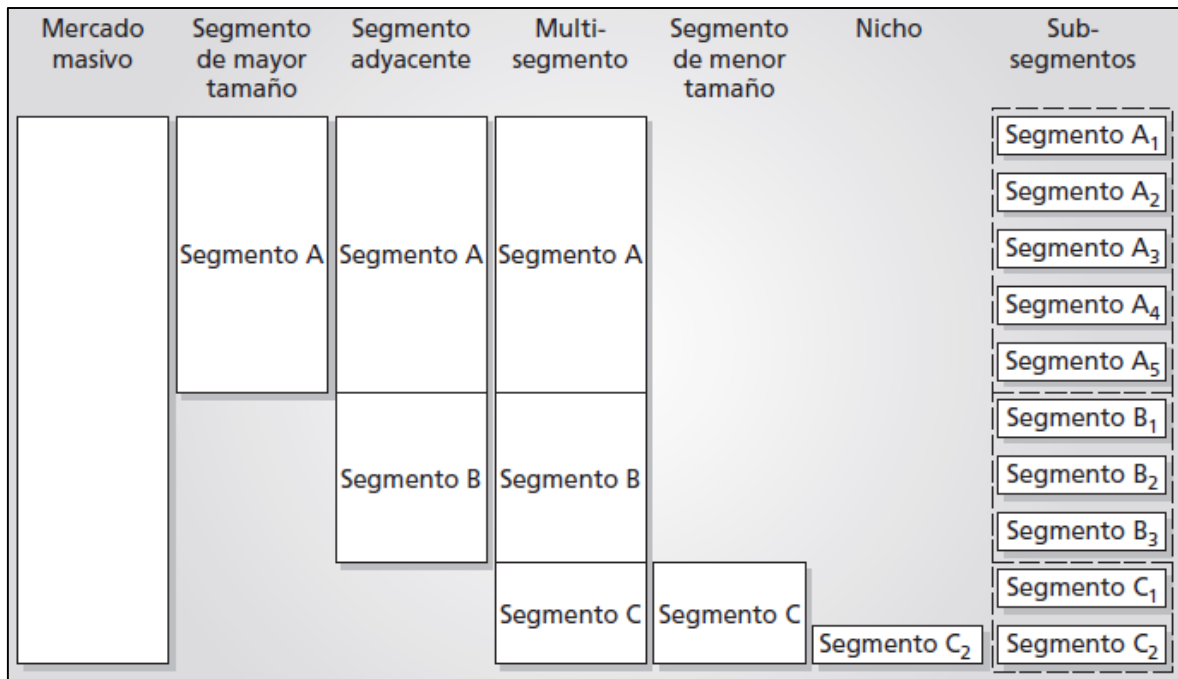 Mercado
masivo
Segmento
de mayor
tamaño
Segmento
adyacente
Multi-
segmento
Segmento
de menor
tamaño
Nicho
Sub-
segmentos
Segmento A
Segmento A
Segmento A
Segmento B
Segmento B
Segmento C
Segmento C
Segmento C₂
Segmento A₁
Segmento A₂
Segmento A₃
Segmento A₄
Segmento A₅
Segmento B₁
Segmento B₂
Segmento B₃
Segmento C₁
Segmento C₂